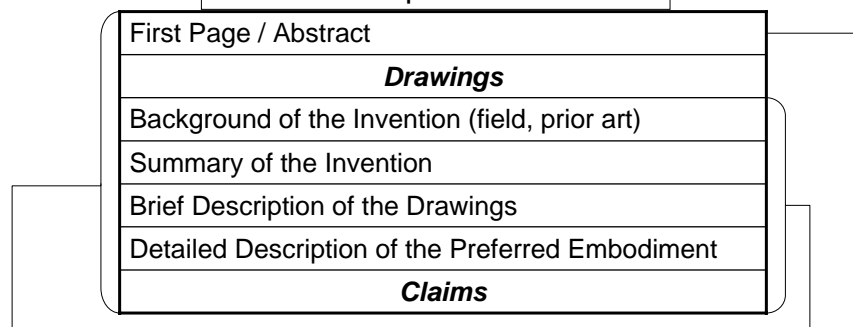 First Page / Abstract
Drawings
Background of the Invention (field, prior art)
Summary of the Invention
Brief Description of the Drawings
Detailed Description of the Preferred Embodiment
Claims